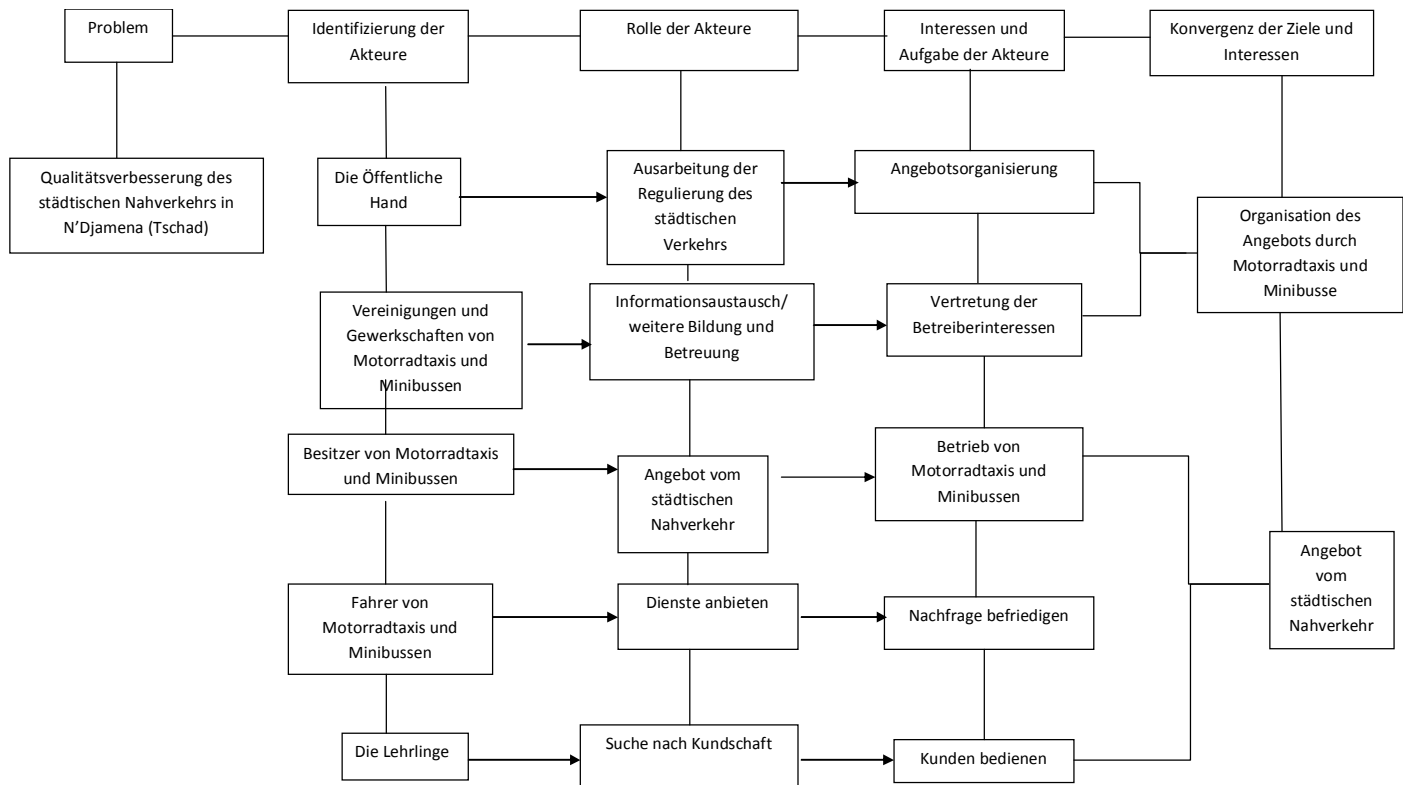 Problem
Identifizierung der
Akteure
Rolle der Akteure
Interessen und
Aufgabe der Akteure
Konvergenz der Ziele und
Interessen
Qualitätsverbesserung des
städtischen Nahverkehrs in
N’Djamena (Tschad)
Die Öffentliche
Hand
Ausarbeitung der
Regulierung des
städtischen
Verkehrs
Angebotsorganisierung
Organisation des
Angebots durch
Motorradtaxis und
Minibusse
Vereinigungen und
Gewerkschaften von
Motorradtaxis und
Minibussen
Informationsaustausch/
weitere Bildung und
Betreuung
Vertretung der
Betreiberinteressen
Besitzer von Motorradtaxis
und Minibussen
Angebot vom
städtischen
Nahverkehr
Betrieb von
Motorradtaxis und
Minibussen
Angebot
vom
städtischen
Nahverkehr
Fahrer von
Motorradtaxis und
Minibussen
Dienste anbieten
Nachfrage befriedigen
Die Lehrlinge
Suche nach Kundschaft
Kunden bedienen